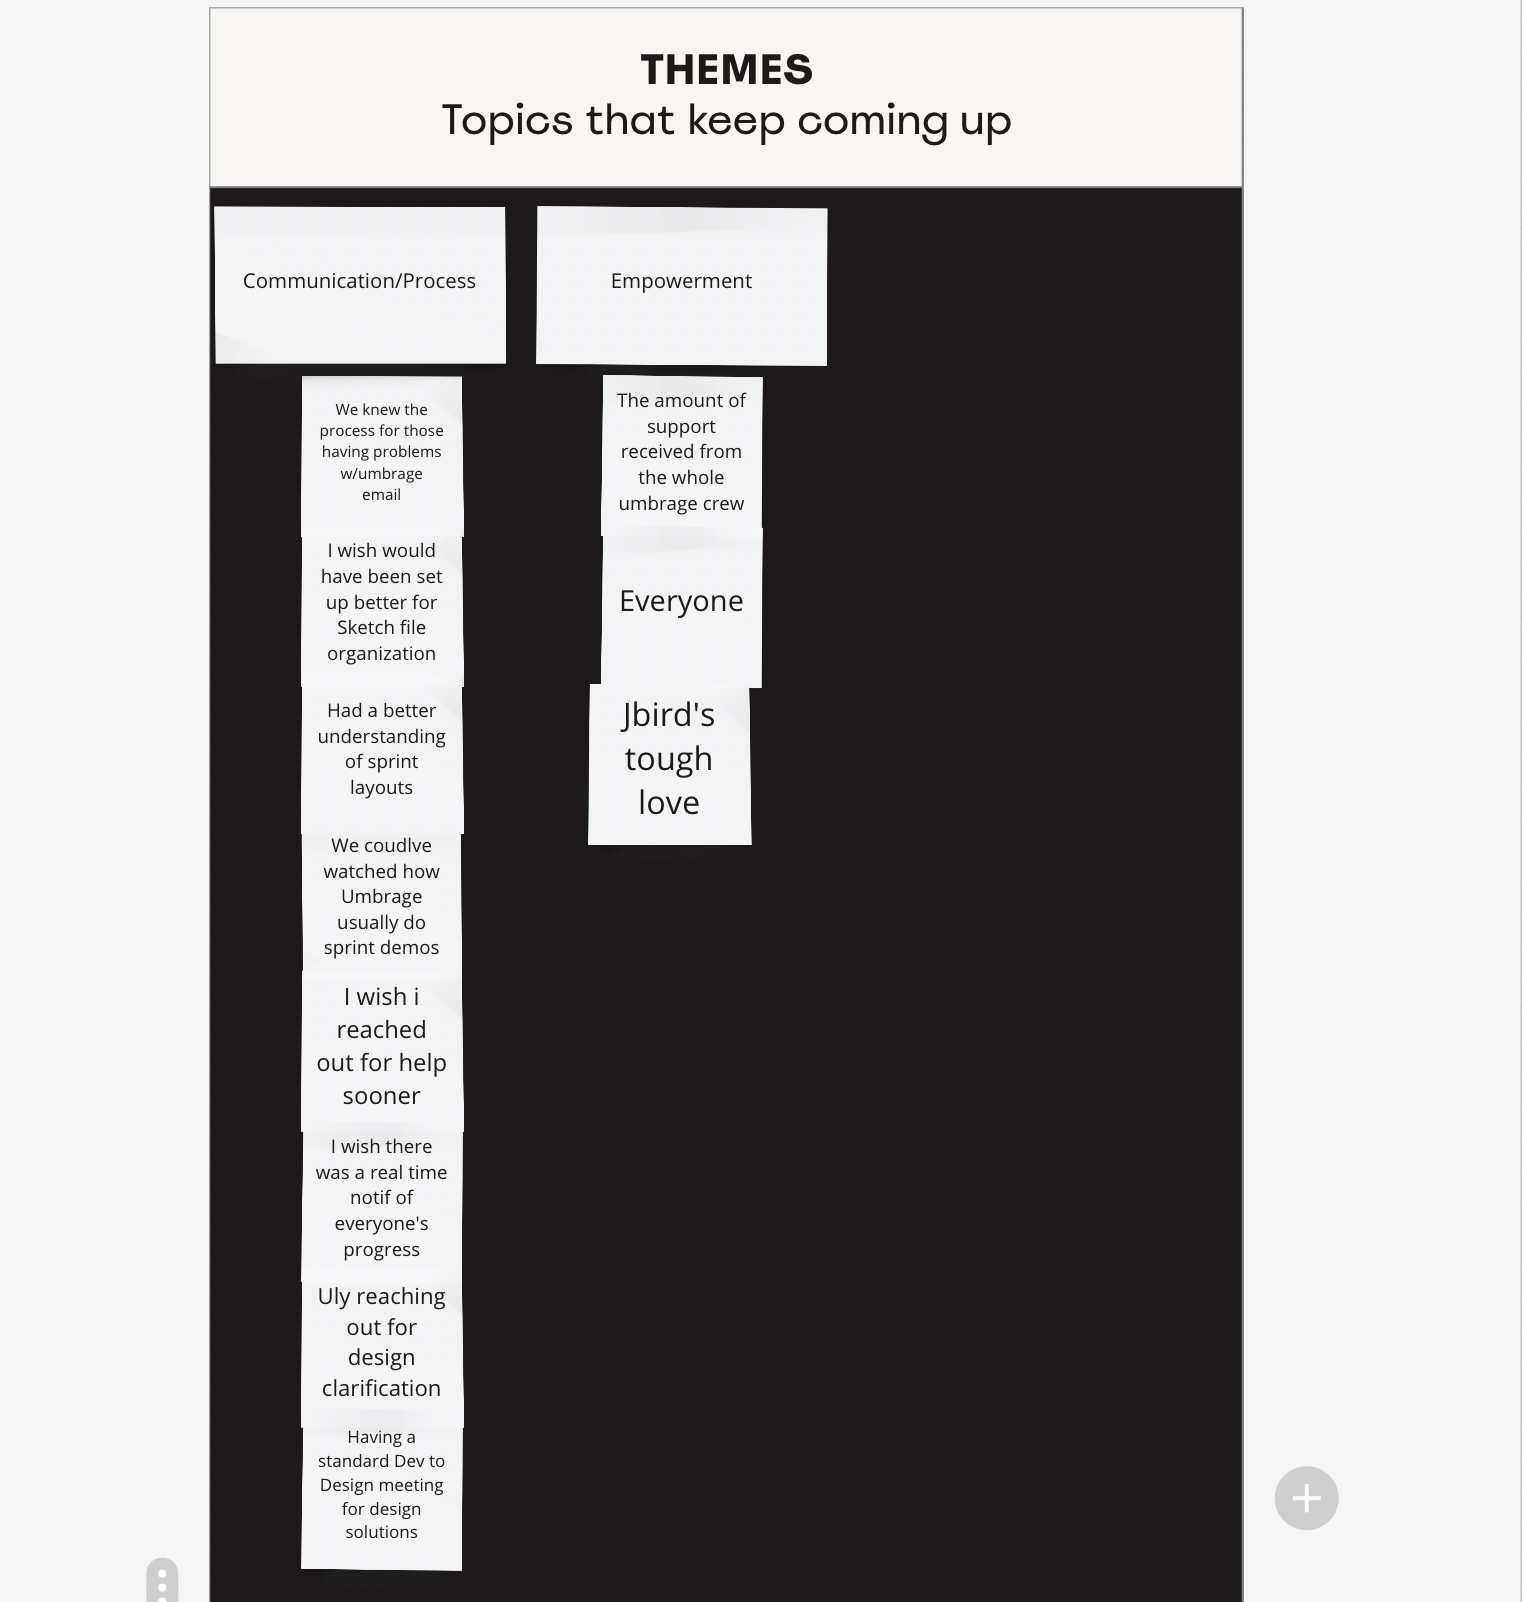 THEMES
Topics that keep coming up
Communication/Process
Empowerment
We knew the
process for those
having problems
w/umbrage
email
I wish would
have been set
up better for
Sketch file
organization
Had a better
understanding
of sprint
layouts
We coudlve
watched how
Umbrage
usually do
sprint demos
I wish i
reached
out for help
sooner
I wish there
was a real time
notif of
everyone's
progress
Uly reaching
out for
design
clarification
Having a
standard Dev to
Design meeting
for design
solutions
The amount of
support
received from
the whole
umbrage crew
Everyone
Jbird's
tough
love